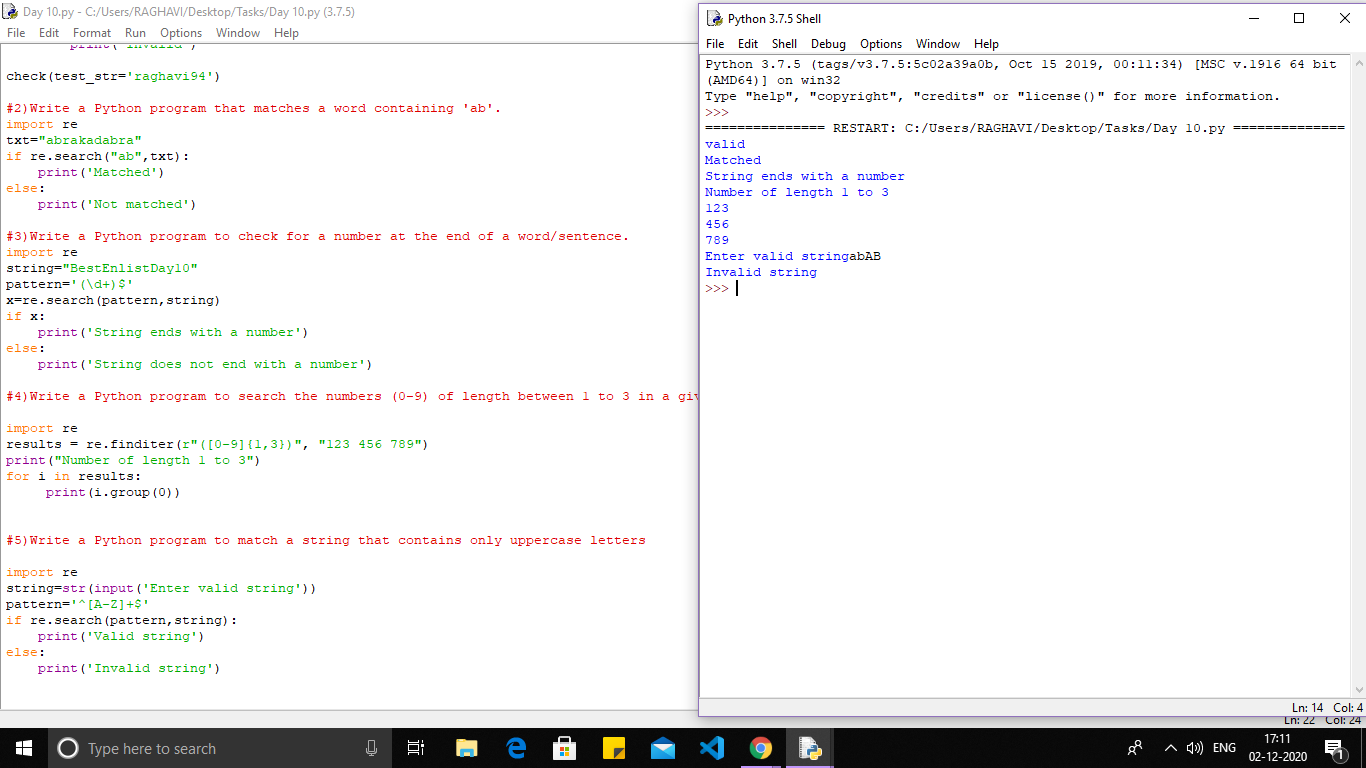 Day 10.py - C:/Users/RAGHAVI/Desktop/Tasks/Day 10.py (3.7.5)
File Edit Format Run Options Window Help
print('Invalid')
check(test_str='raghavi94')
#2)Write a Python program that matches a word containing 'ab'.
import re
txt="abrakadabra"
if re.search("ab",txt):
    print('Matched')
else:
    print('Not matched')
#3)Write a Python program to check for a number at the end of a word/sentence.
import re
string="BestEnlistDay10"
pattern='(\d+)$'
x=re.search(pattern,string)
if x:
    print('String ends with a number')
else:
    print('String does not end with a number')
#4)Write a Python program to search the numbers (0-9) of length between 1 to 3 in a giv
import re
results = re.finditer(r"([0-9]{1,3})", "123 456 789")
print("Number of length 1 to 3")
for i in results:
     print(i.group(0))
#5)Write a Python program to match a string that contains only uppercase letters
import re
string=str(input('Enter valid string'))
pattern='^[A-Z]+$'
if re.search(pattern,string):
    print('Valid string')
else:
    print('Invalid string')
Python 3.7.5 Shell
File Edit Shell Debug Options Window Help
Python 3.7.5 (tags/v3.7.5:5c02a39a0b, Oct 15 2019, 00:11:34) [MSC v.1916 64 bit
(AMD64)] on win32
Type "help", "copyright", "credits" or "license()" for more information.
>>>
=============== RESTART: C:/Users/RAGHAVI/Desktop/Tasks/Day 10.py ==============
valid
Matched
String ends with a number
Number of length 1 to 3
123
456
789
Enter valid stringabAB
Invalid string
>>>
Ln: 14 Col: 4
Ln: 22 Col: 24
Type here to search
ENG
17:11
02-12-2020
1